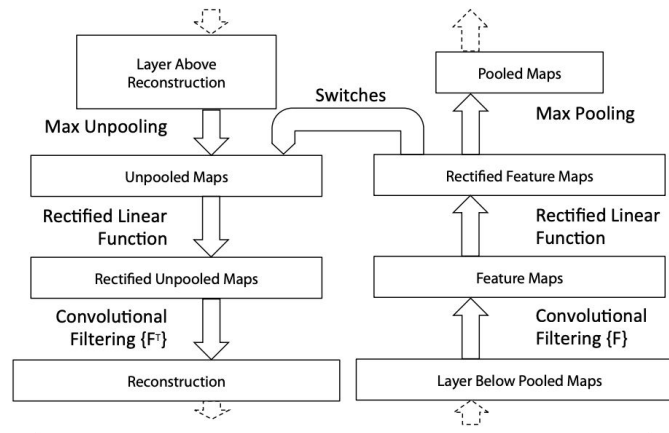 Layer Above
Reconstruction
Max Unpooling
Unpooled Maps
Rectified Linear
Function
Rectified Unpooled Maps
Convolutional
Filtering {Fᵀ}
Reconstruction
Switches
Pooled Maps
Max Pooling
Rectified Feature Maps
Rectified Linear
Function
Feature Maps
Convolutional
Filtering {F}
Layer Below Pooled Maps